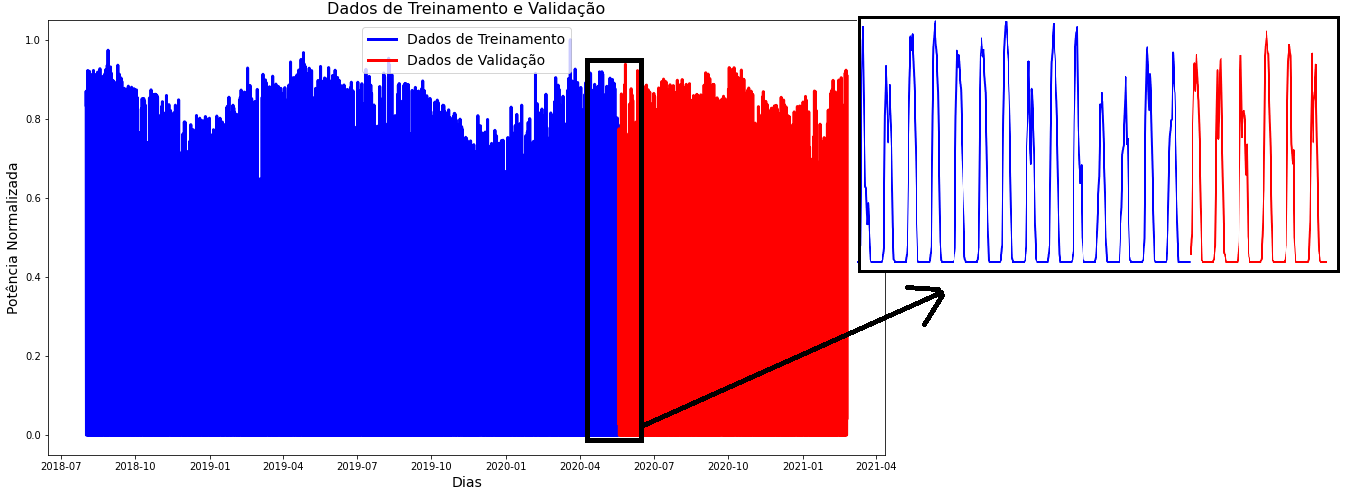 Dados de Treinamento e Validação
Dados de Treinamento
Dados de Validação
Potência Normalizada
1.0
0.8
0.6
0.4
0.2
0.0
2018-07 2018-10 2019-01 2019-04 2019-07 2019-10 2020-01 2020-04 2020-07 2020-10 2021-01 2021-04
Dias